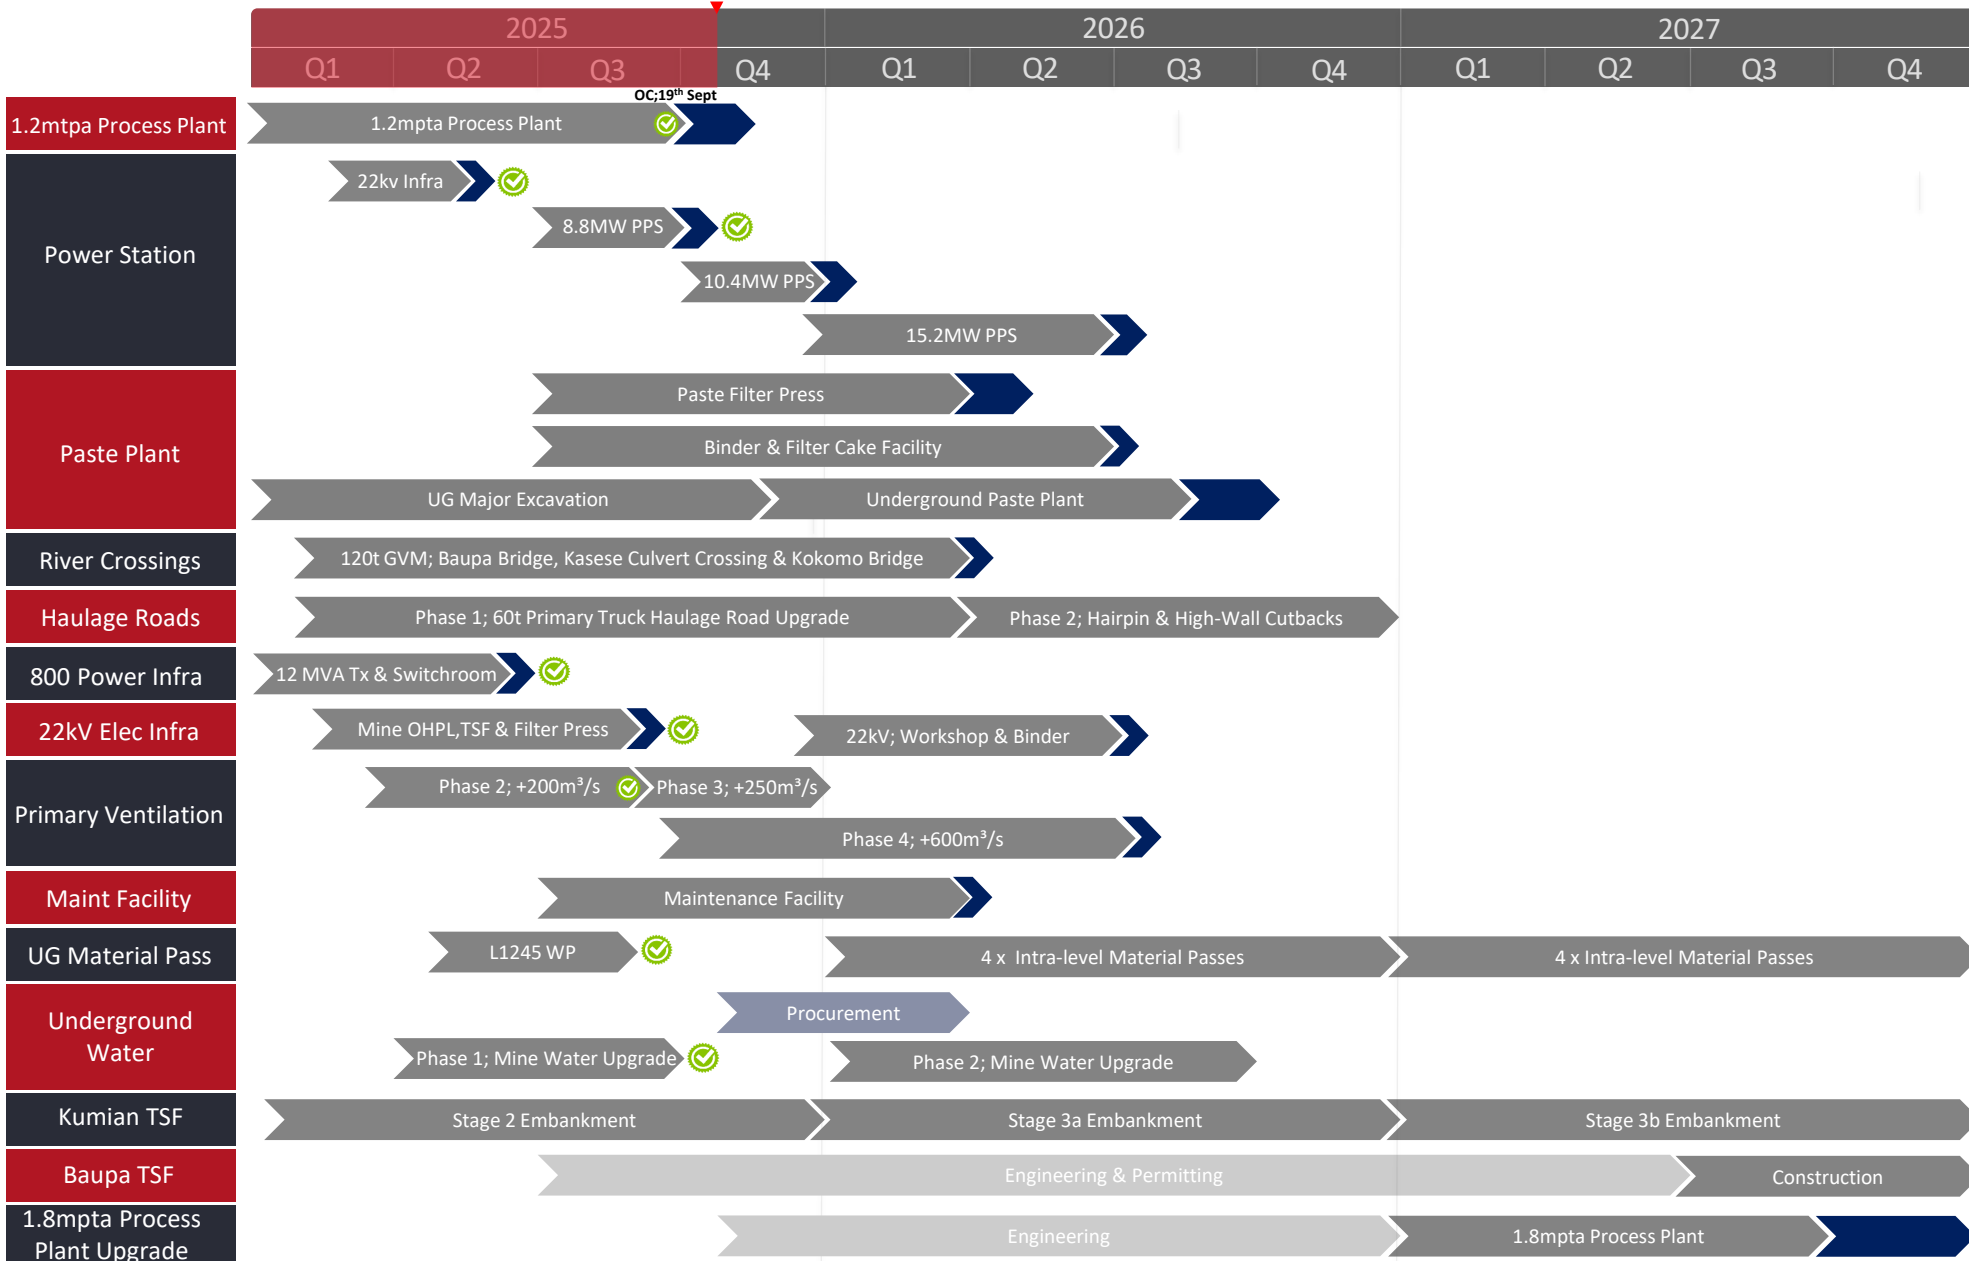 2025
2026
2027
Q1
Q2
Q3
Q4
Q1
Q2
Q3
Q4
Q1
Q2
Q3
Q4
OC;19th Sept
1.2mtpa Process Plant
1.2mpta Process Plant
Power Station
22kv Infra
8.8MW PPS
10.4MW PPS
15.2MW PPS
Paste Plant
Paste Filter Press
Binder & Filter Cake Facility
UG Major Excavation
Underground Paste Plant
River Crossings
120t GVM; Baupa Bridge, Kasese Culvert Crossing & Kokomo Bridge
Haulage Roads
Phase 1; 60t Primary Truck Haulage Road Upgrade
Phase 2; Hairpin & High-Wall Cutbacks
800 Power Infra
12 MVA Tx & Switchroom
22kV Elec Infra
Mine OHPL,TSF & Filter Press
22kV; Workshop & Binder
Primary Ventilation
Phase 2; +200m³/s
Phase 3; +250m³/s
Phase 4; +600m³/s
Maint Facility
Maintenance Facility
UG Material Pass
L1245 WP
4 x Intra-level Material Passes
4 x Intra-level Material Passes
Underground
Water
Procurement
Phase 1; Mine Water Upgrade
Phase 2; Mine Water Upgrade
Kumian TSF
Stage 2 Embankment
Stage 3a Embankment
Stage 3b Embankment
Baupa TSF
Engineering & Permitting
Construction
1.8mpta Process
Plant Upgrade
Engineering
1.8mpta Process Plant